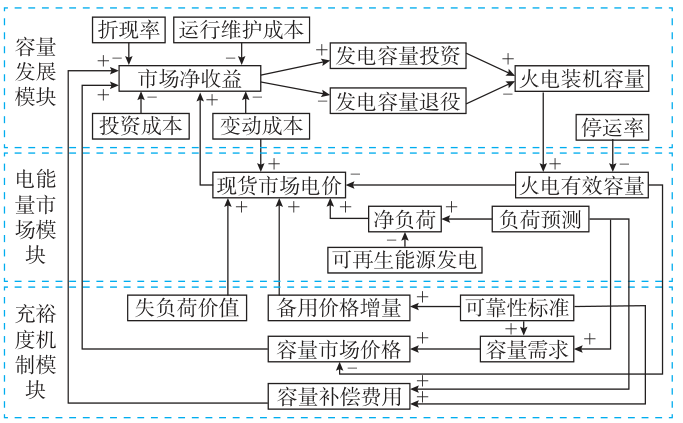 容量
发展
模块
折现率
运行维护成本
+
−
−
+
市场净收益
发电容量投资
+
火电装机容量
+
−
+
−
−
发电容量退役
−
投资成本
变动成本
停运率
电能
量市
场模
块
+
−
+
−
现货市场电价
火电有效容量
+
+
+
净负荷
+
负荷预测
−
可再生能源发电
充裕
度机
制模
块
失负荷价值
备用价格增量
+
可靠性标准
+
容量市场价格
+
容量需求
+
−
容量补偿费用
+
+